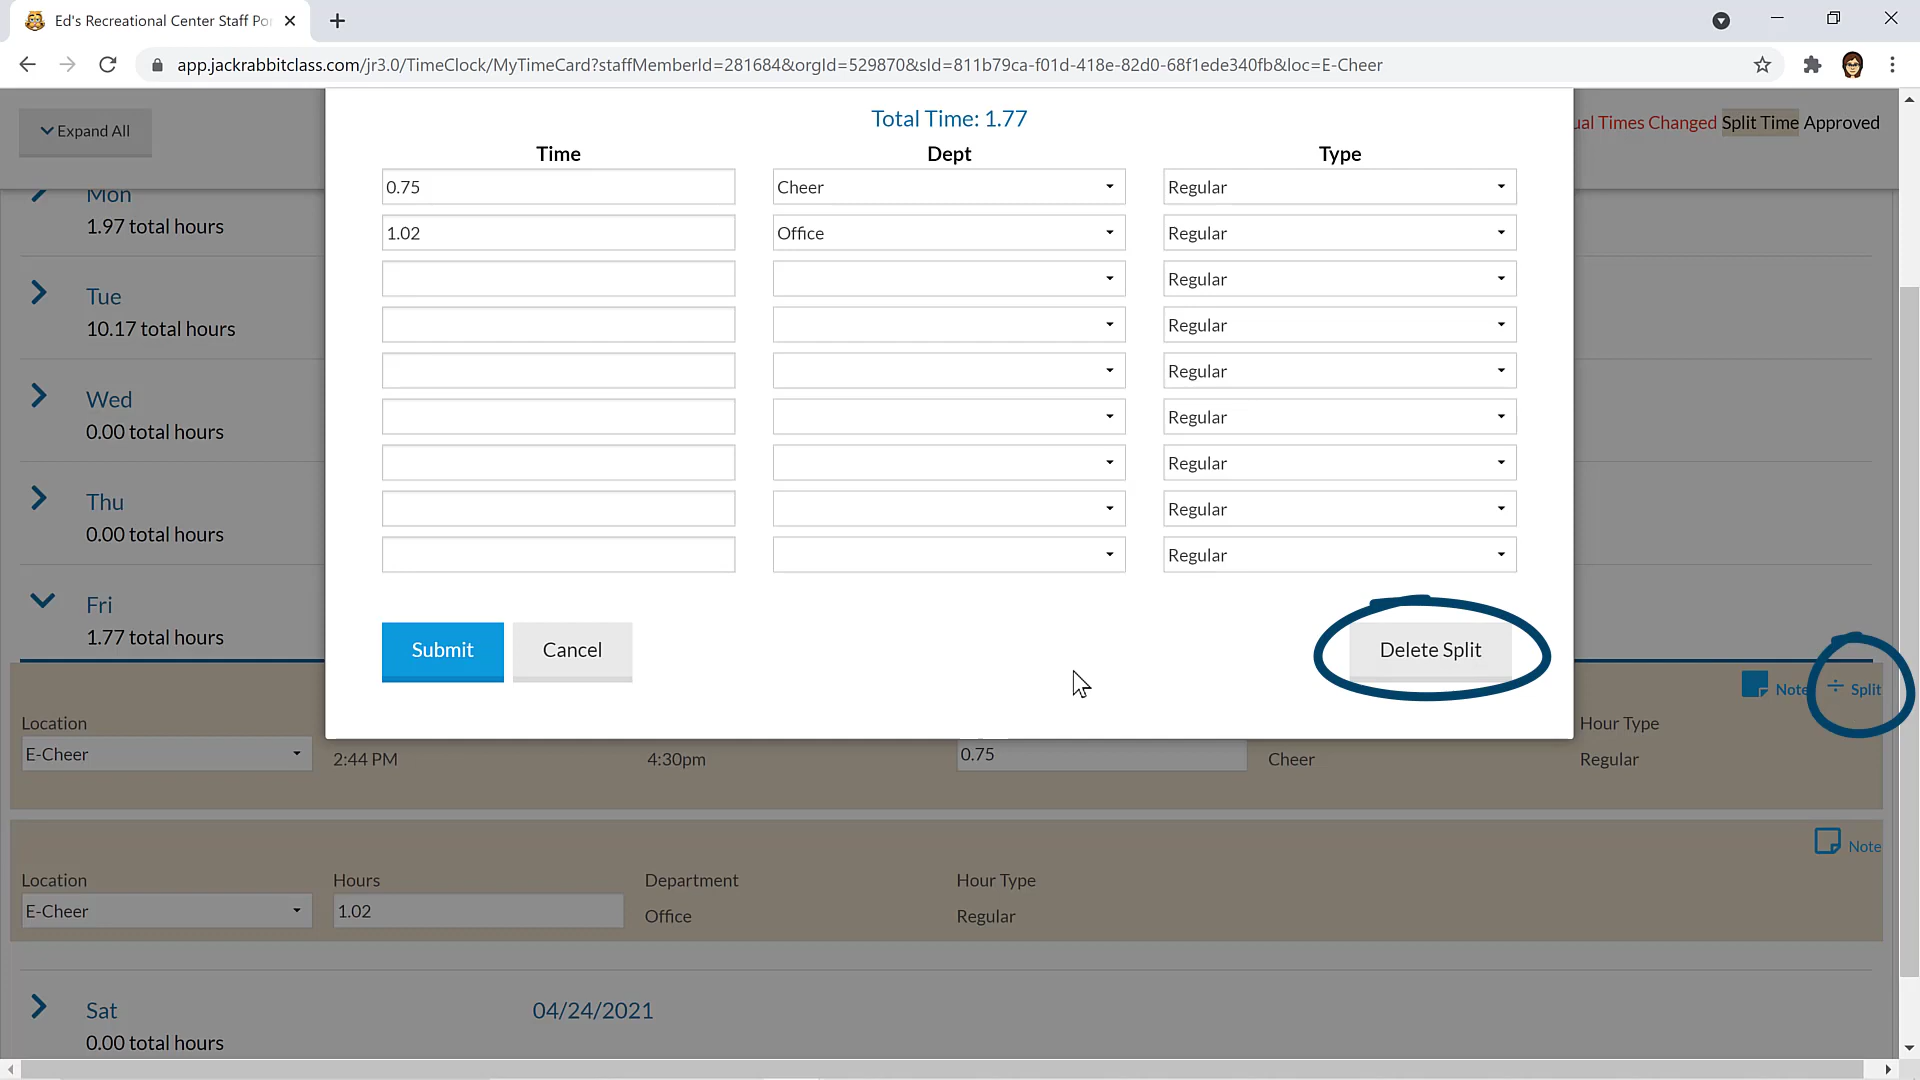 Ed's Recreational Center Staff Po
app.jackrabbitclass.com/jr3.0/TimeClock/MyTimeCard?staffMemberId=281684&orgId=529870&sId=811b79ca-f01d-418e-82d0-68f1ede340fb&loc=E-Cheer
Expand All
Times Changed Split Time Approved
Total Time: 1.77
Time Dept Type
0.75 Cheer Regular
1.02 Office Regular
Regular
Regular
Regular
Regular
Regular
Regular
Regular
Submit Cancel Delete Split
Mon
1.97 total hours
Tue
10.17 total hours
Wed
0.00 total hours
Thu
0.00 total hours
Fri
1.77 total hours
Note ÷ Split
Location Hour Type
E-Cheer 2:44 PM 4:30pm 0.75 Cheer Regular
Note
Location Hours Department Hour Type
E-Cheer 1.02 Office Regular
Sat 04/24/2021
0.00 total hours